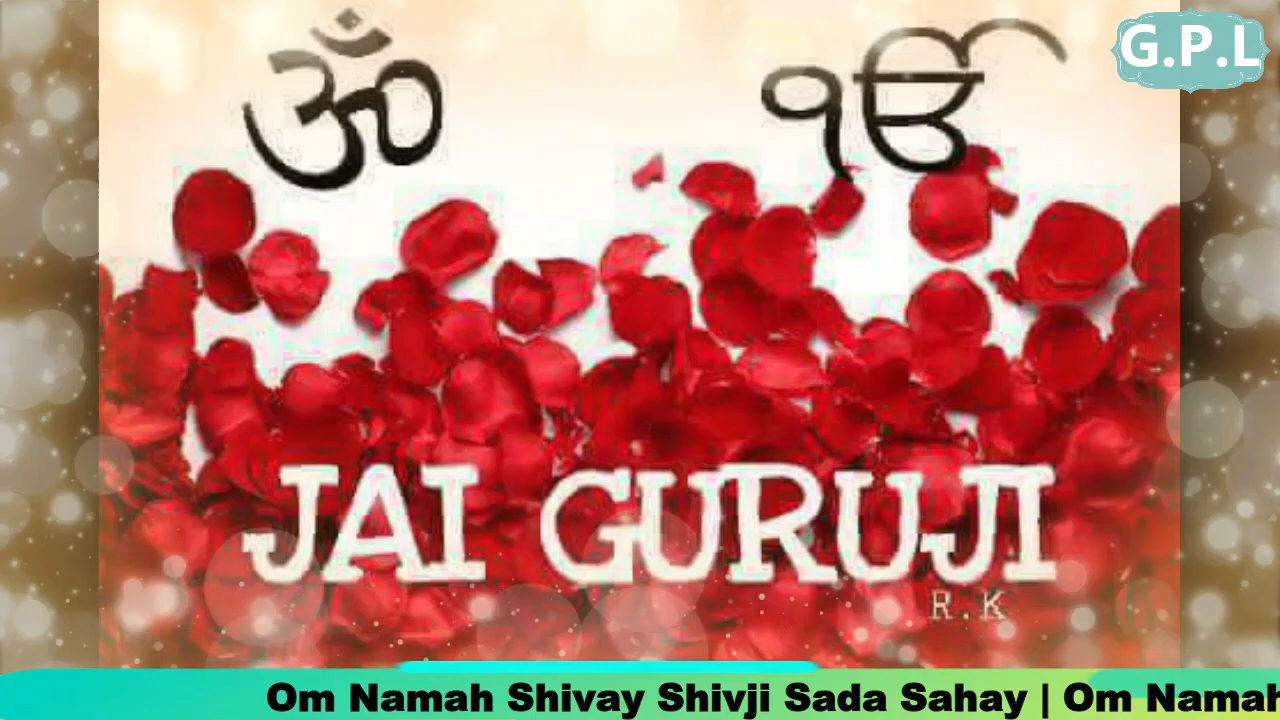 ॐ ੴ
G.P.L
JAI GURUJI
R.K
Om Namah Shivay Shivji Sada Sahay | Om Namah